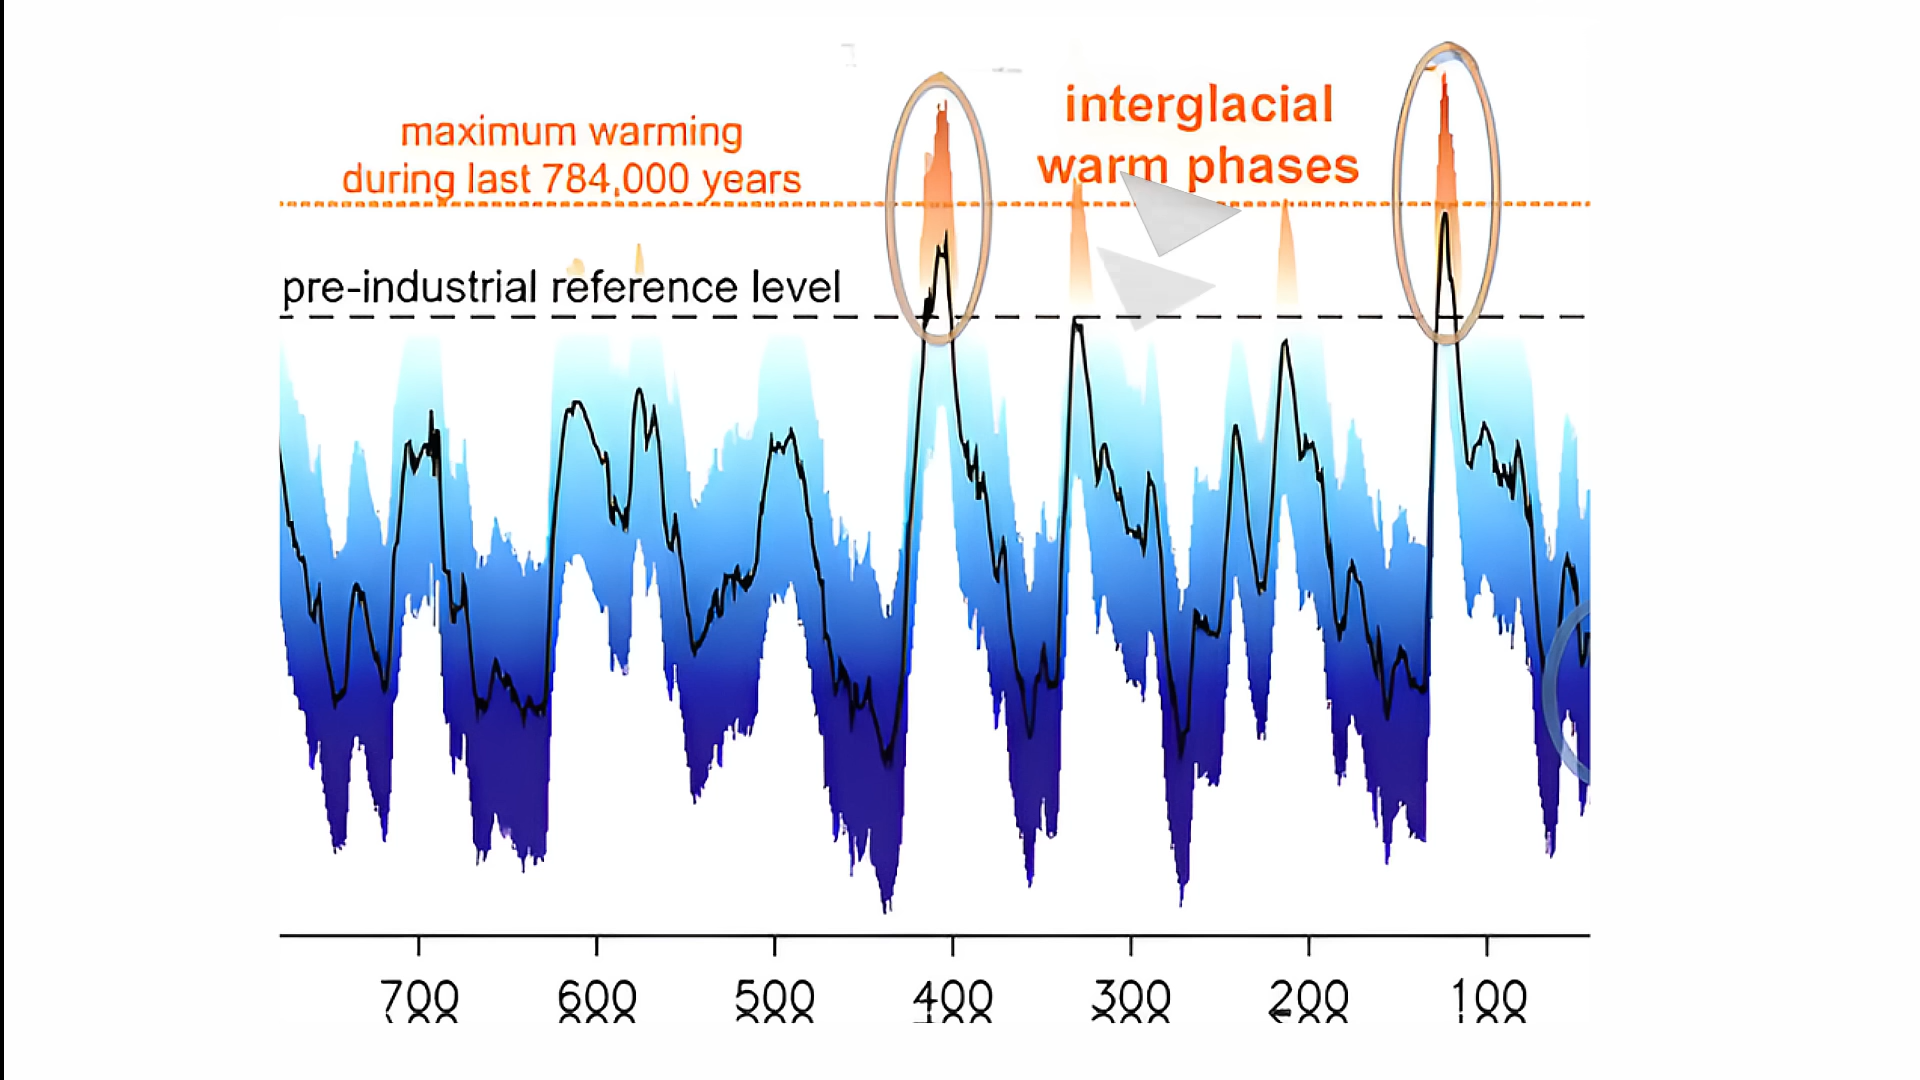 interglacial
warm phases
maximum warming
during last 784,000 years
pre-industrial reference level
700 600 500 400 300 200 100